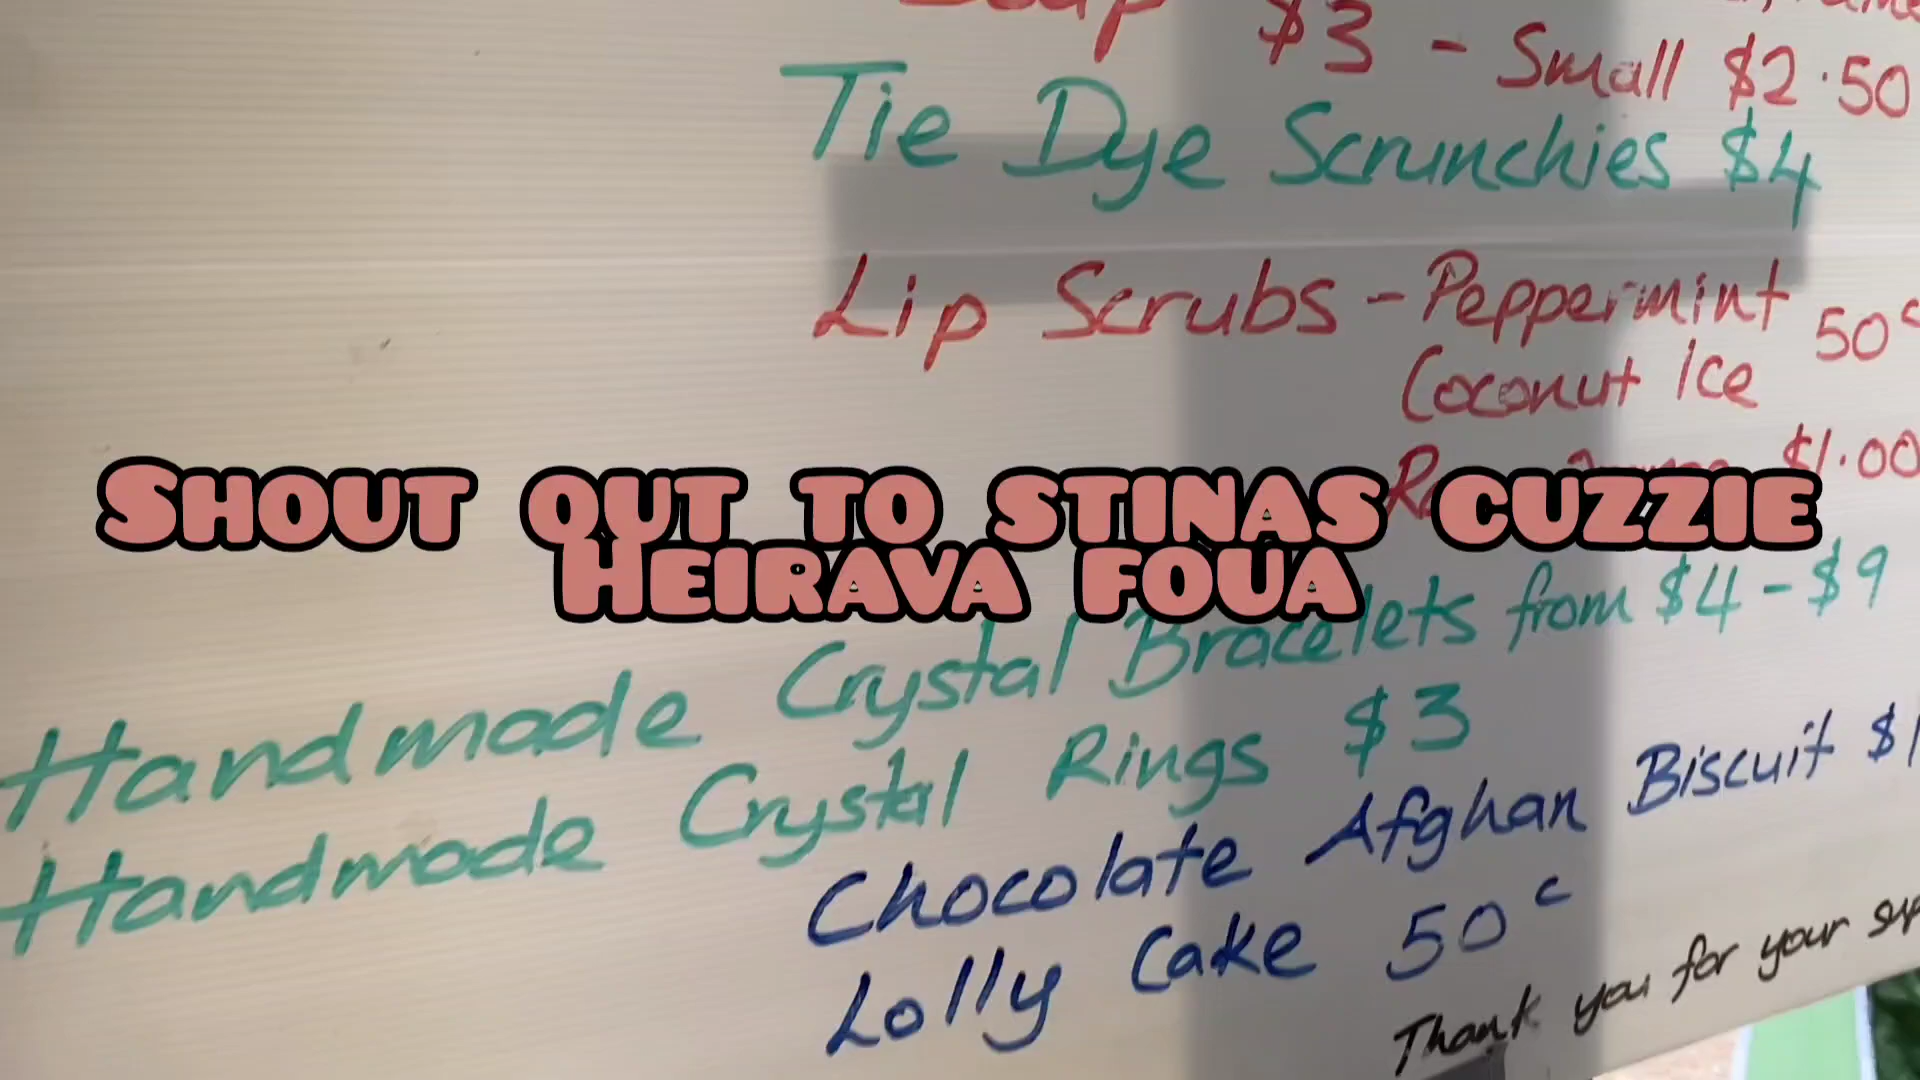 Soap $3 - Small $2.50
Tie Dye Scrunchies $4
Lip Scrubs - Peppermint 50c
Coconut Ice
$1.00
SHOUT OUT TO STINAS CUZZIE
HEIRAVA FOUA
Handmade Crystal Bracelets from $4 - $9
Handmade Crystal Rings $3
Chocolate Afghan Biscuit $1
Lolly Cake 50c
Thank you for your